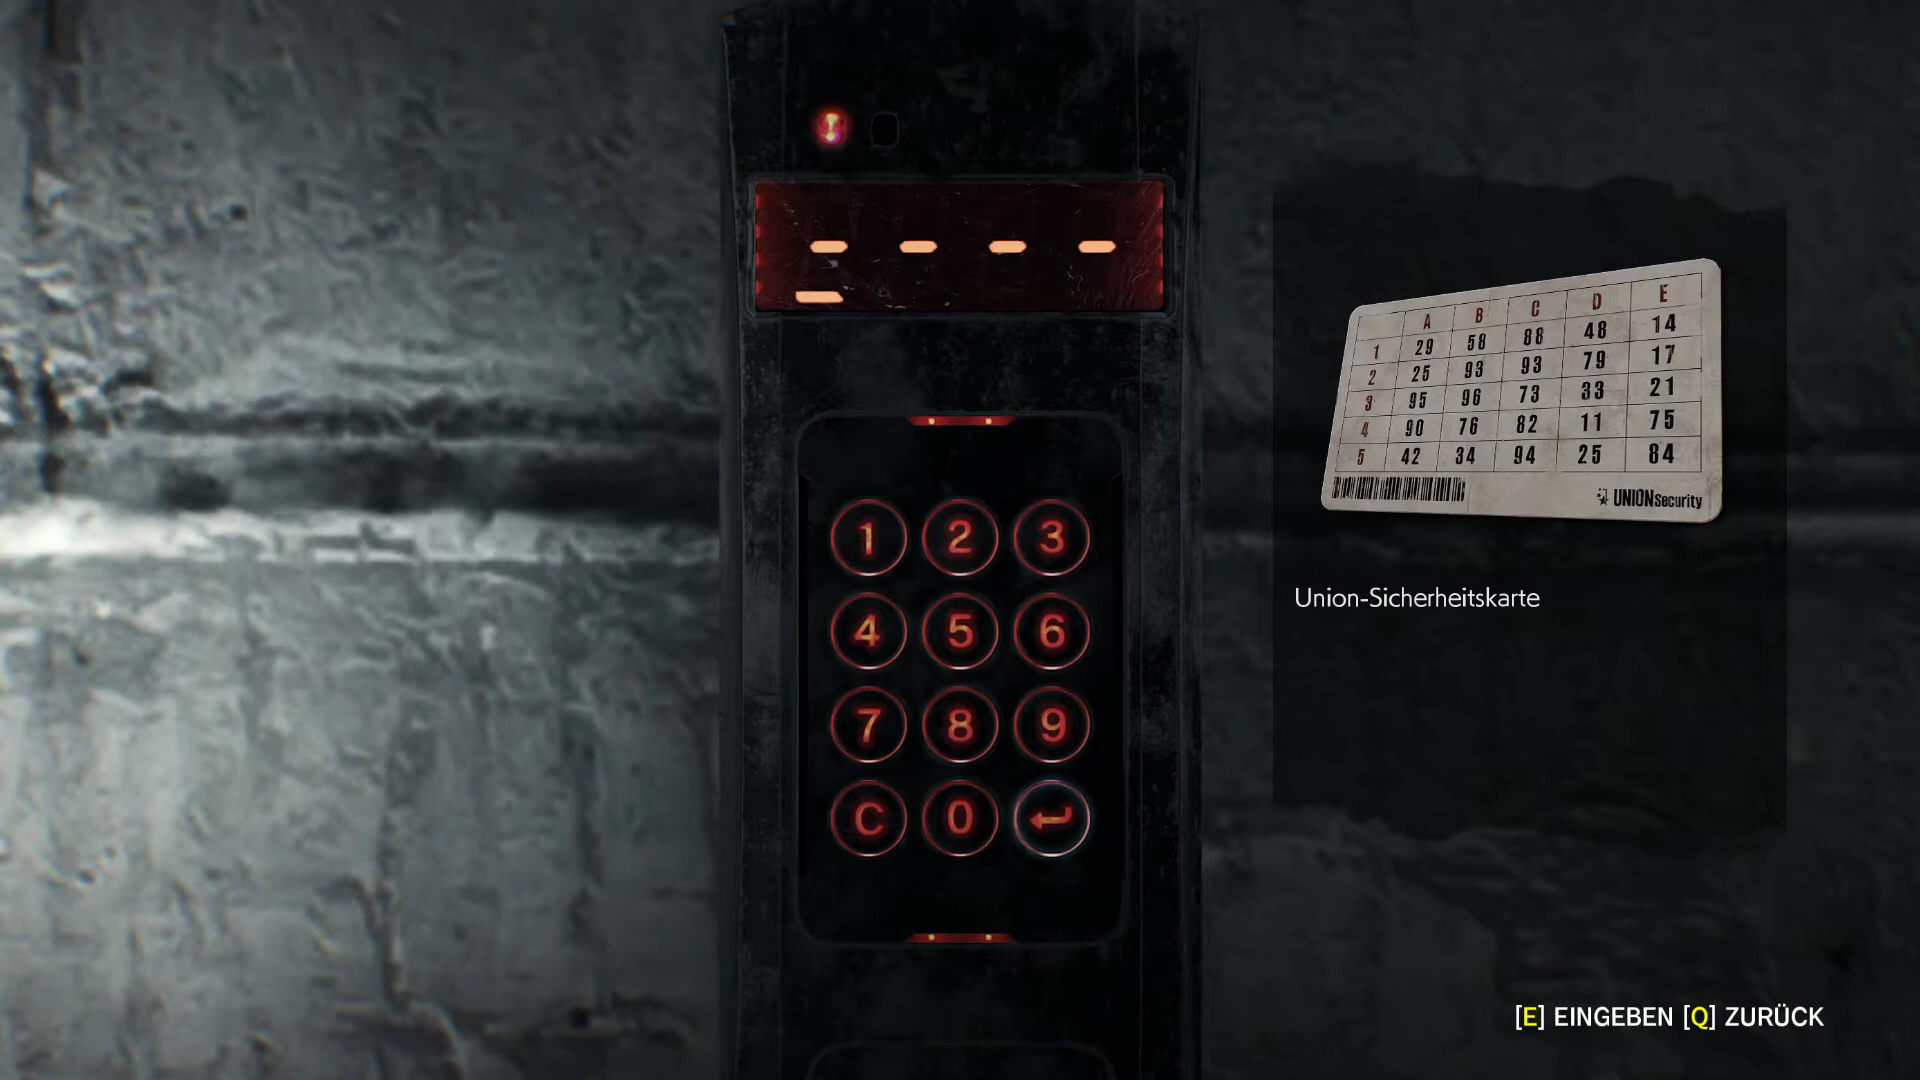 1 2 3
4 5 6
7 8 9
C 0
A B C D E
1 29 58 88 48 14
2 25 93 93 79 17
3 95 96 73 33 21
4 90 76 82 11 75
5 42 34 94 25 84
UNION Security
Union-Sicherheitskarte
[E] EINGEBEN [Q] ZURÜCK